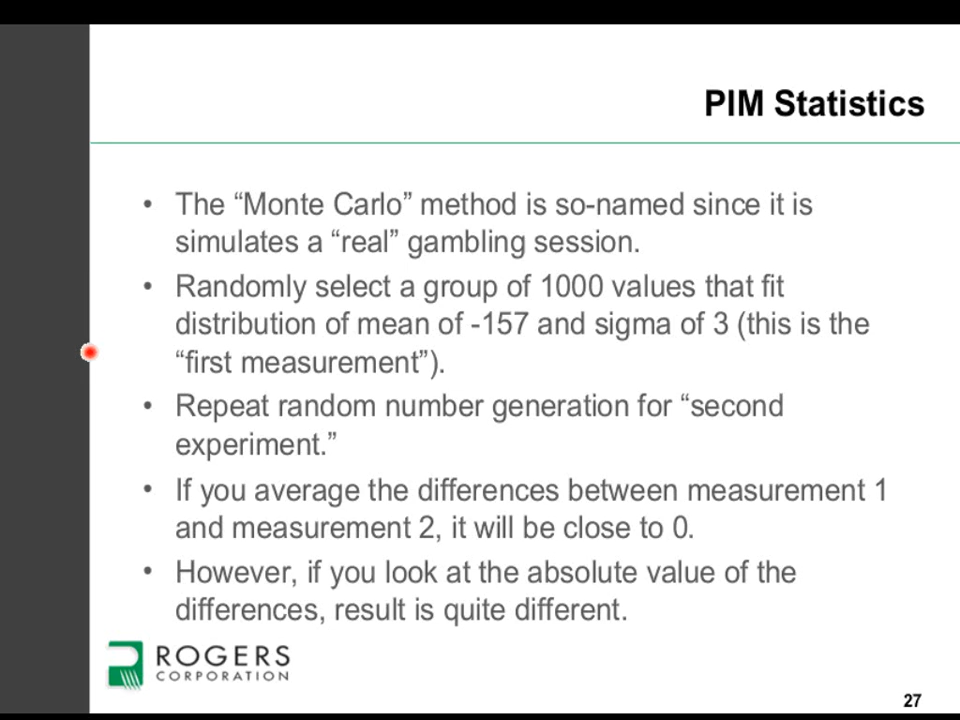 PIM Statistics
• The “Monte Carlo” method is so-named since it is
simulates a “real” gambling session.
• Randomly select a group of 1000 values that fit
distribution of mean of -157 and sigma of 3 (this is the
“first measurement”).
• Repeat random number generation for “second
experiment.”
• If you average the differences between measurement 1
and measurement 2, it will be close to 0.
• However, if you look at the absolute value of the
differences, result is quite different.
ROGERS
CORPORATION
27